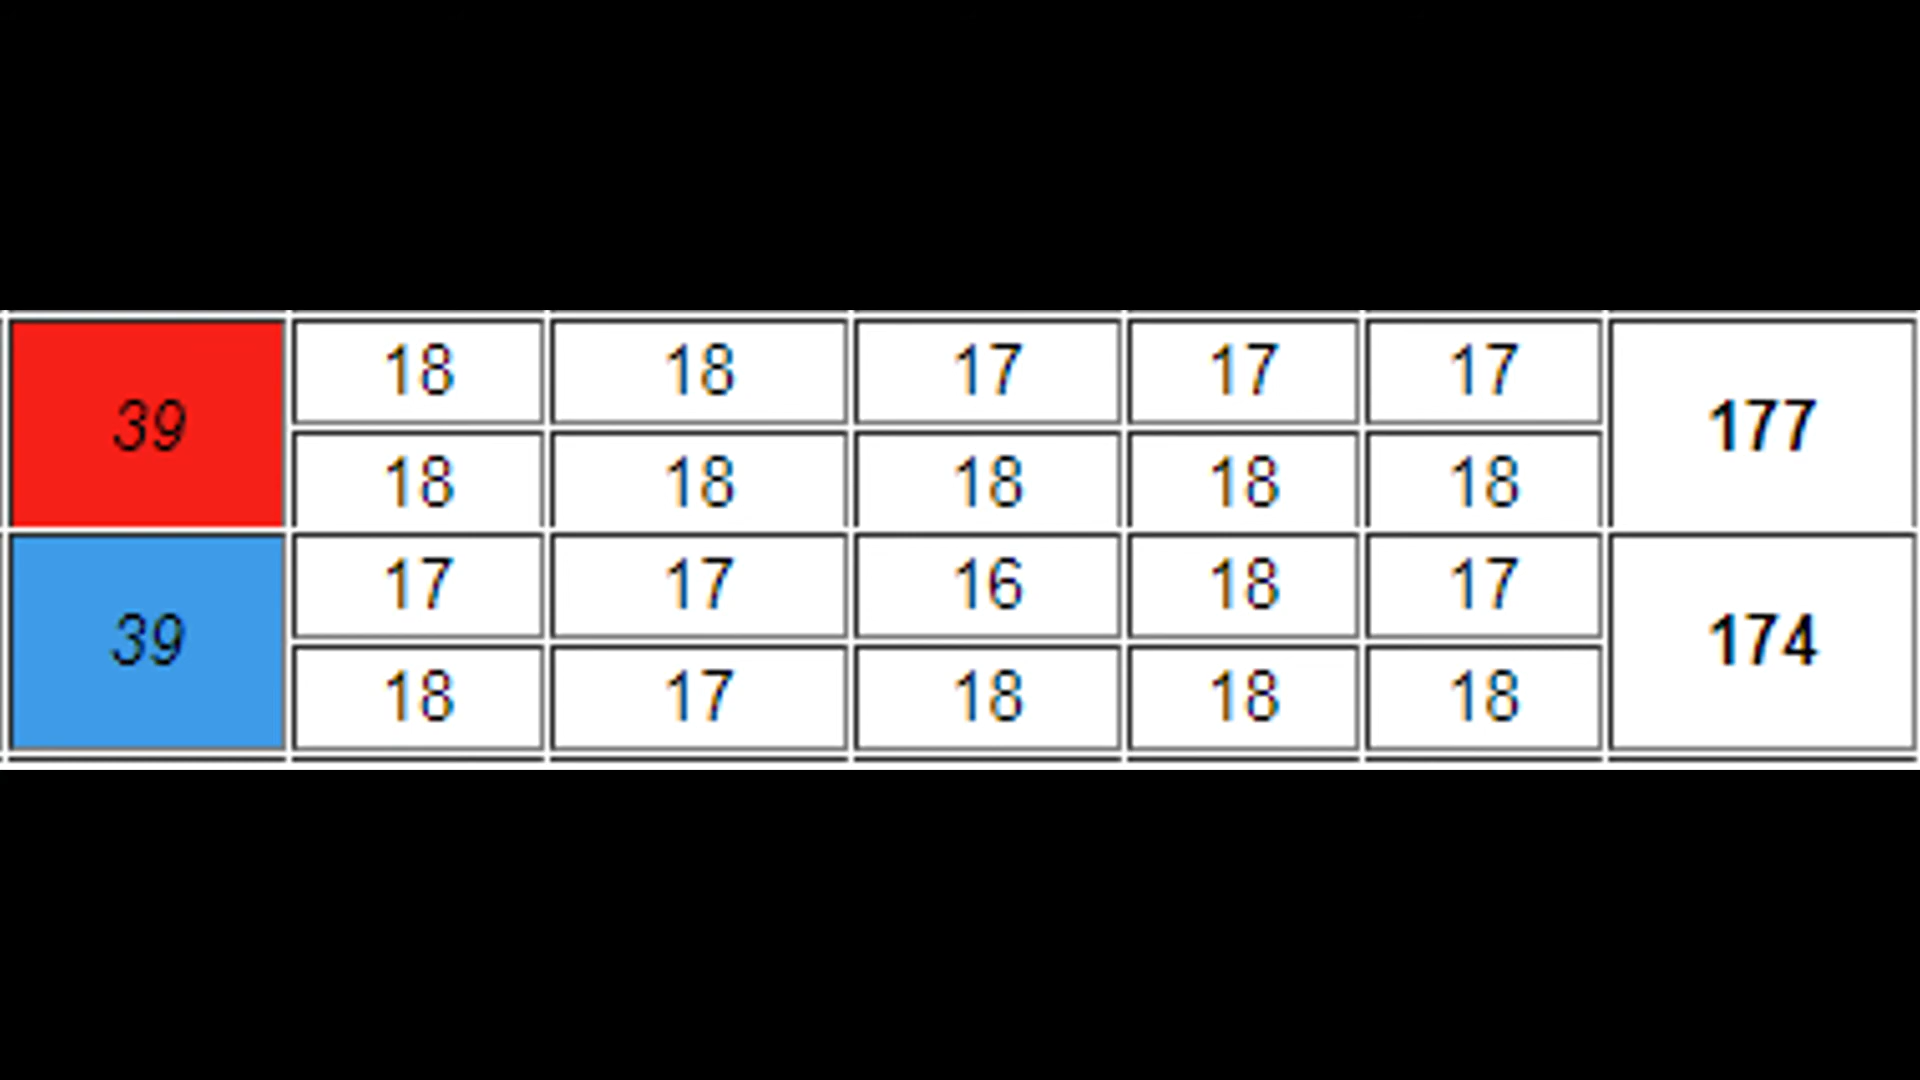 39 18 18 17 17 17 177
18 18 18 18 18
39 17 17 16 18 17 174
18 17 18 18 18